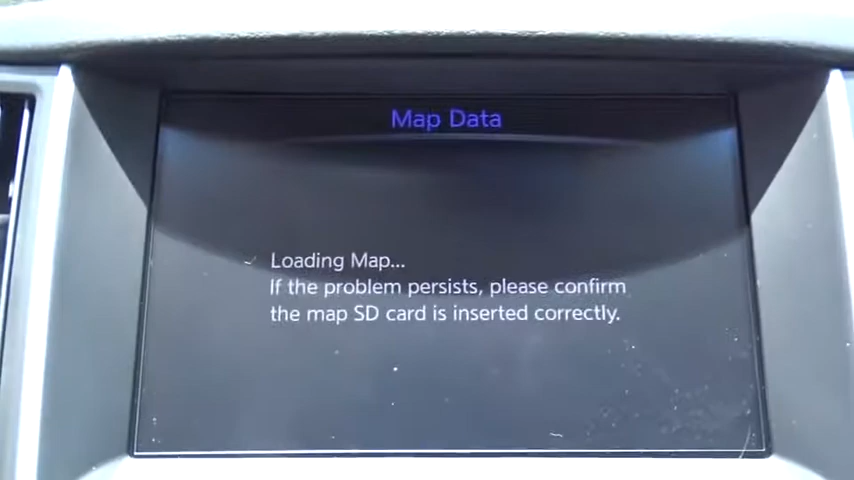 Map Data
Loading Map...
If the problem persists, please confirm
the map SD card is inserted correctly.